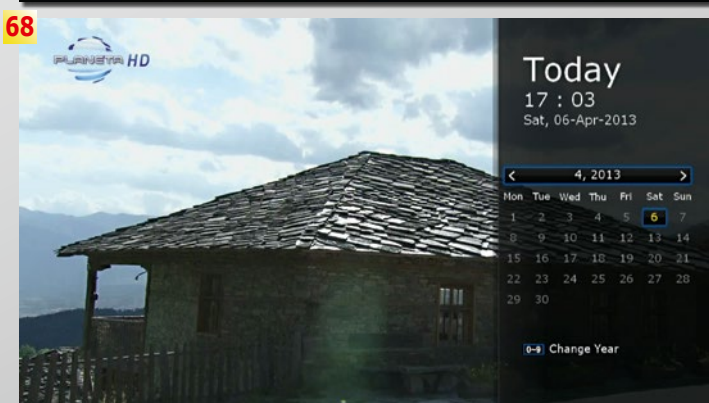 68
PLANETA HD
Today
17 : 03
Sat, 06-Apr-2013
< 4, 2013 >
Mon Tue Wed Thu Fri Sat Sun
1 2 3 4 5 6 7
8 9 10 11 12 13 14
15 16 17 18 19 20 21
22 23 24 25 26 27 28
29 30
0-9 Change Year